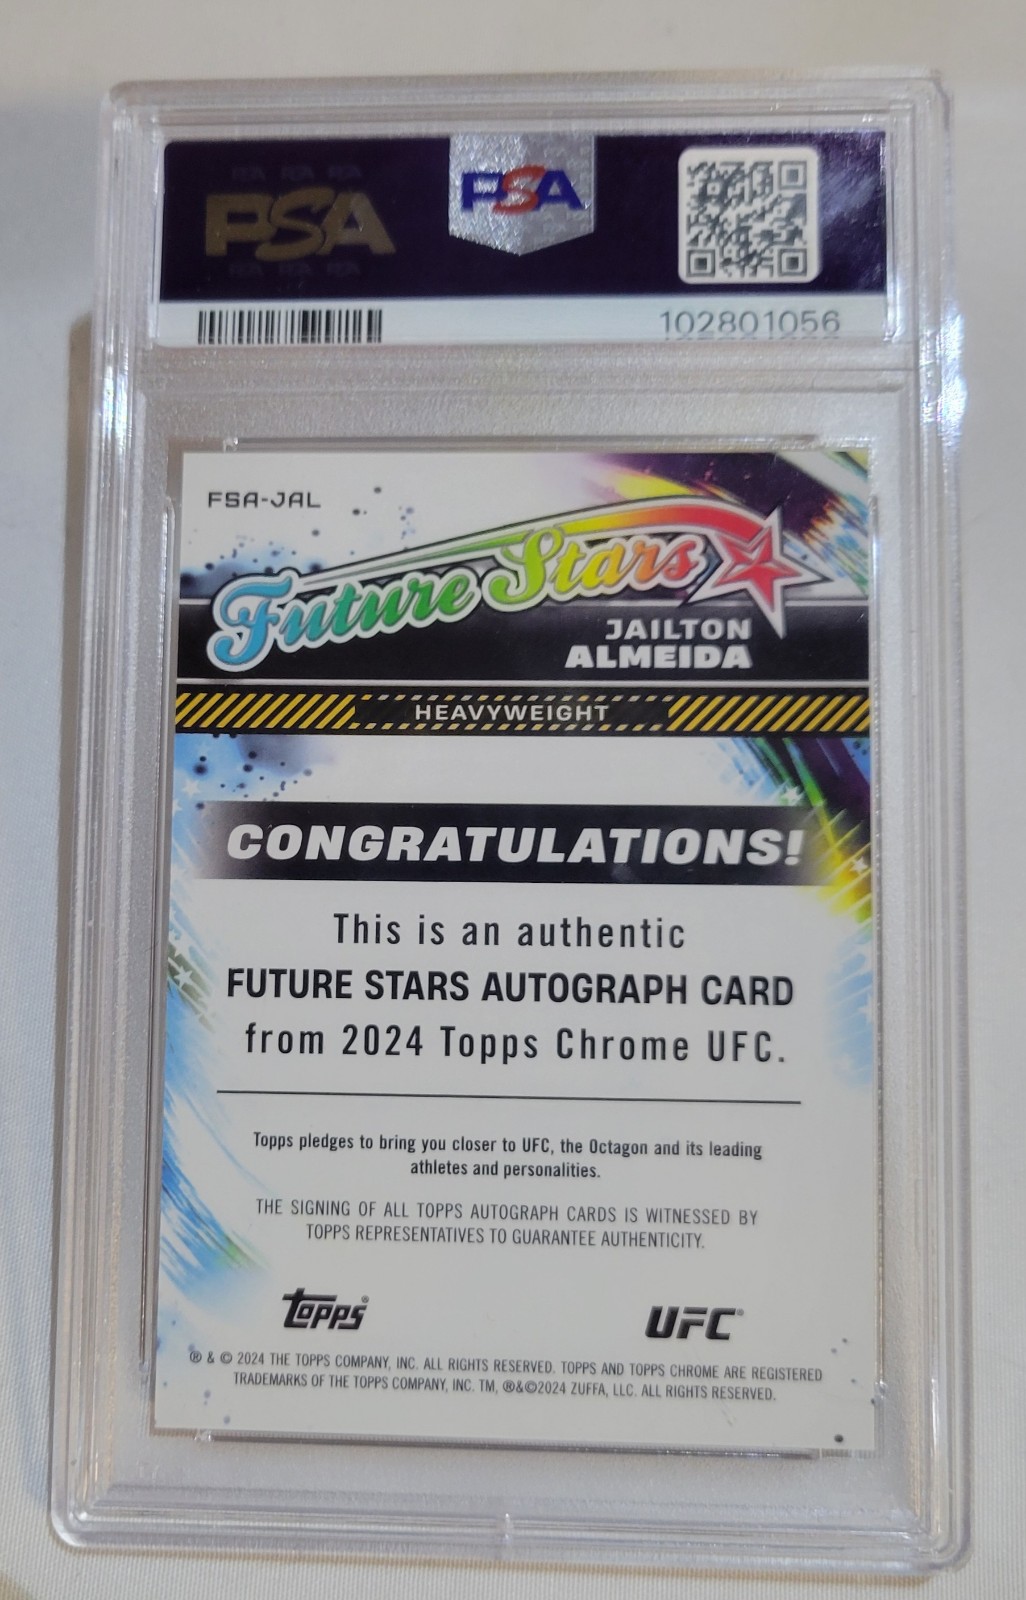 PSA
PSA
102801056
FSA-JAL
Future Stars
JAILTON
ALMEIDA
HEAVYWEIGHT
CONGRATULATIONS!
This is an authentic
FUTURE STARS AUTOGRAPH CARD
from 2024 Topps Chrome UFC.
Topps pledges to bring you closer to UFC, the Octagon and its leading
athletes and personalities.
THE SIGNING OF ALL TOPPS AUTOGRAPH CARDS IS WITNESSED BY
TOPPS REPRESENTATIVES TO GUARANTEE AUTHENTICITY.
Topps® UFC®
® & © 2024 THE TOPPS COMPANY, INC. ALL RIGHTS RESERVED. TOPPS AND TOPPS CHROME ARE REGISTERED
TRADEMARKS OF THE TOPPS COMPANY, INC. TM, ®&©2024 ZUFFA, LLC. ALL RIGHTS RESERVED.